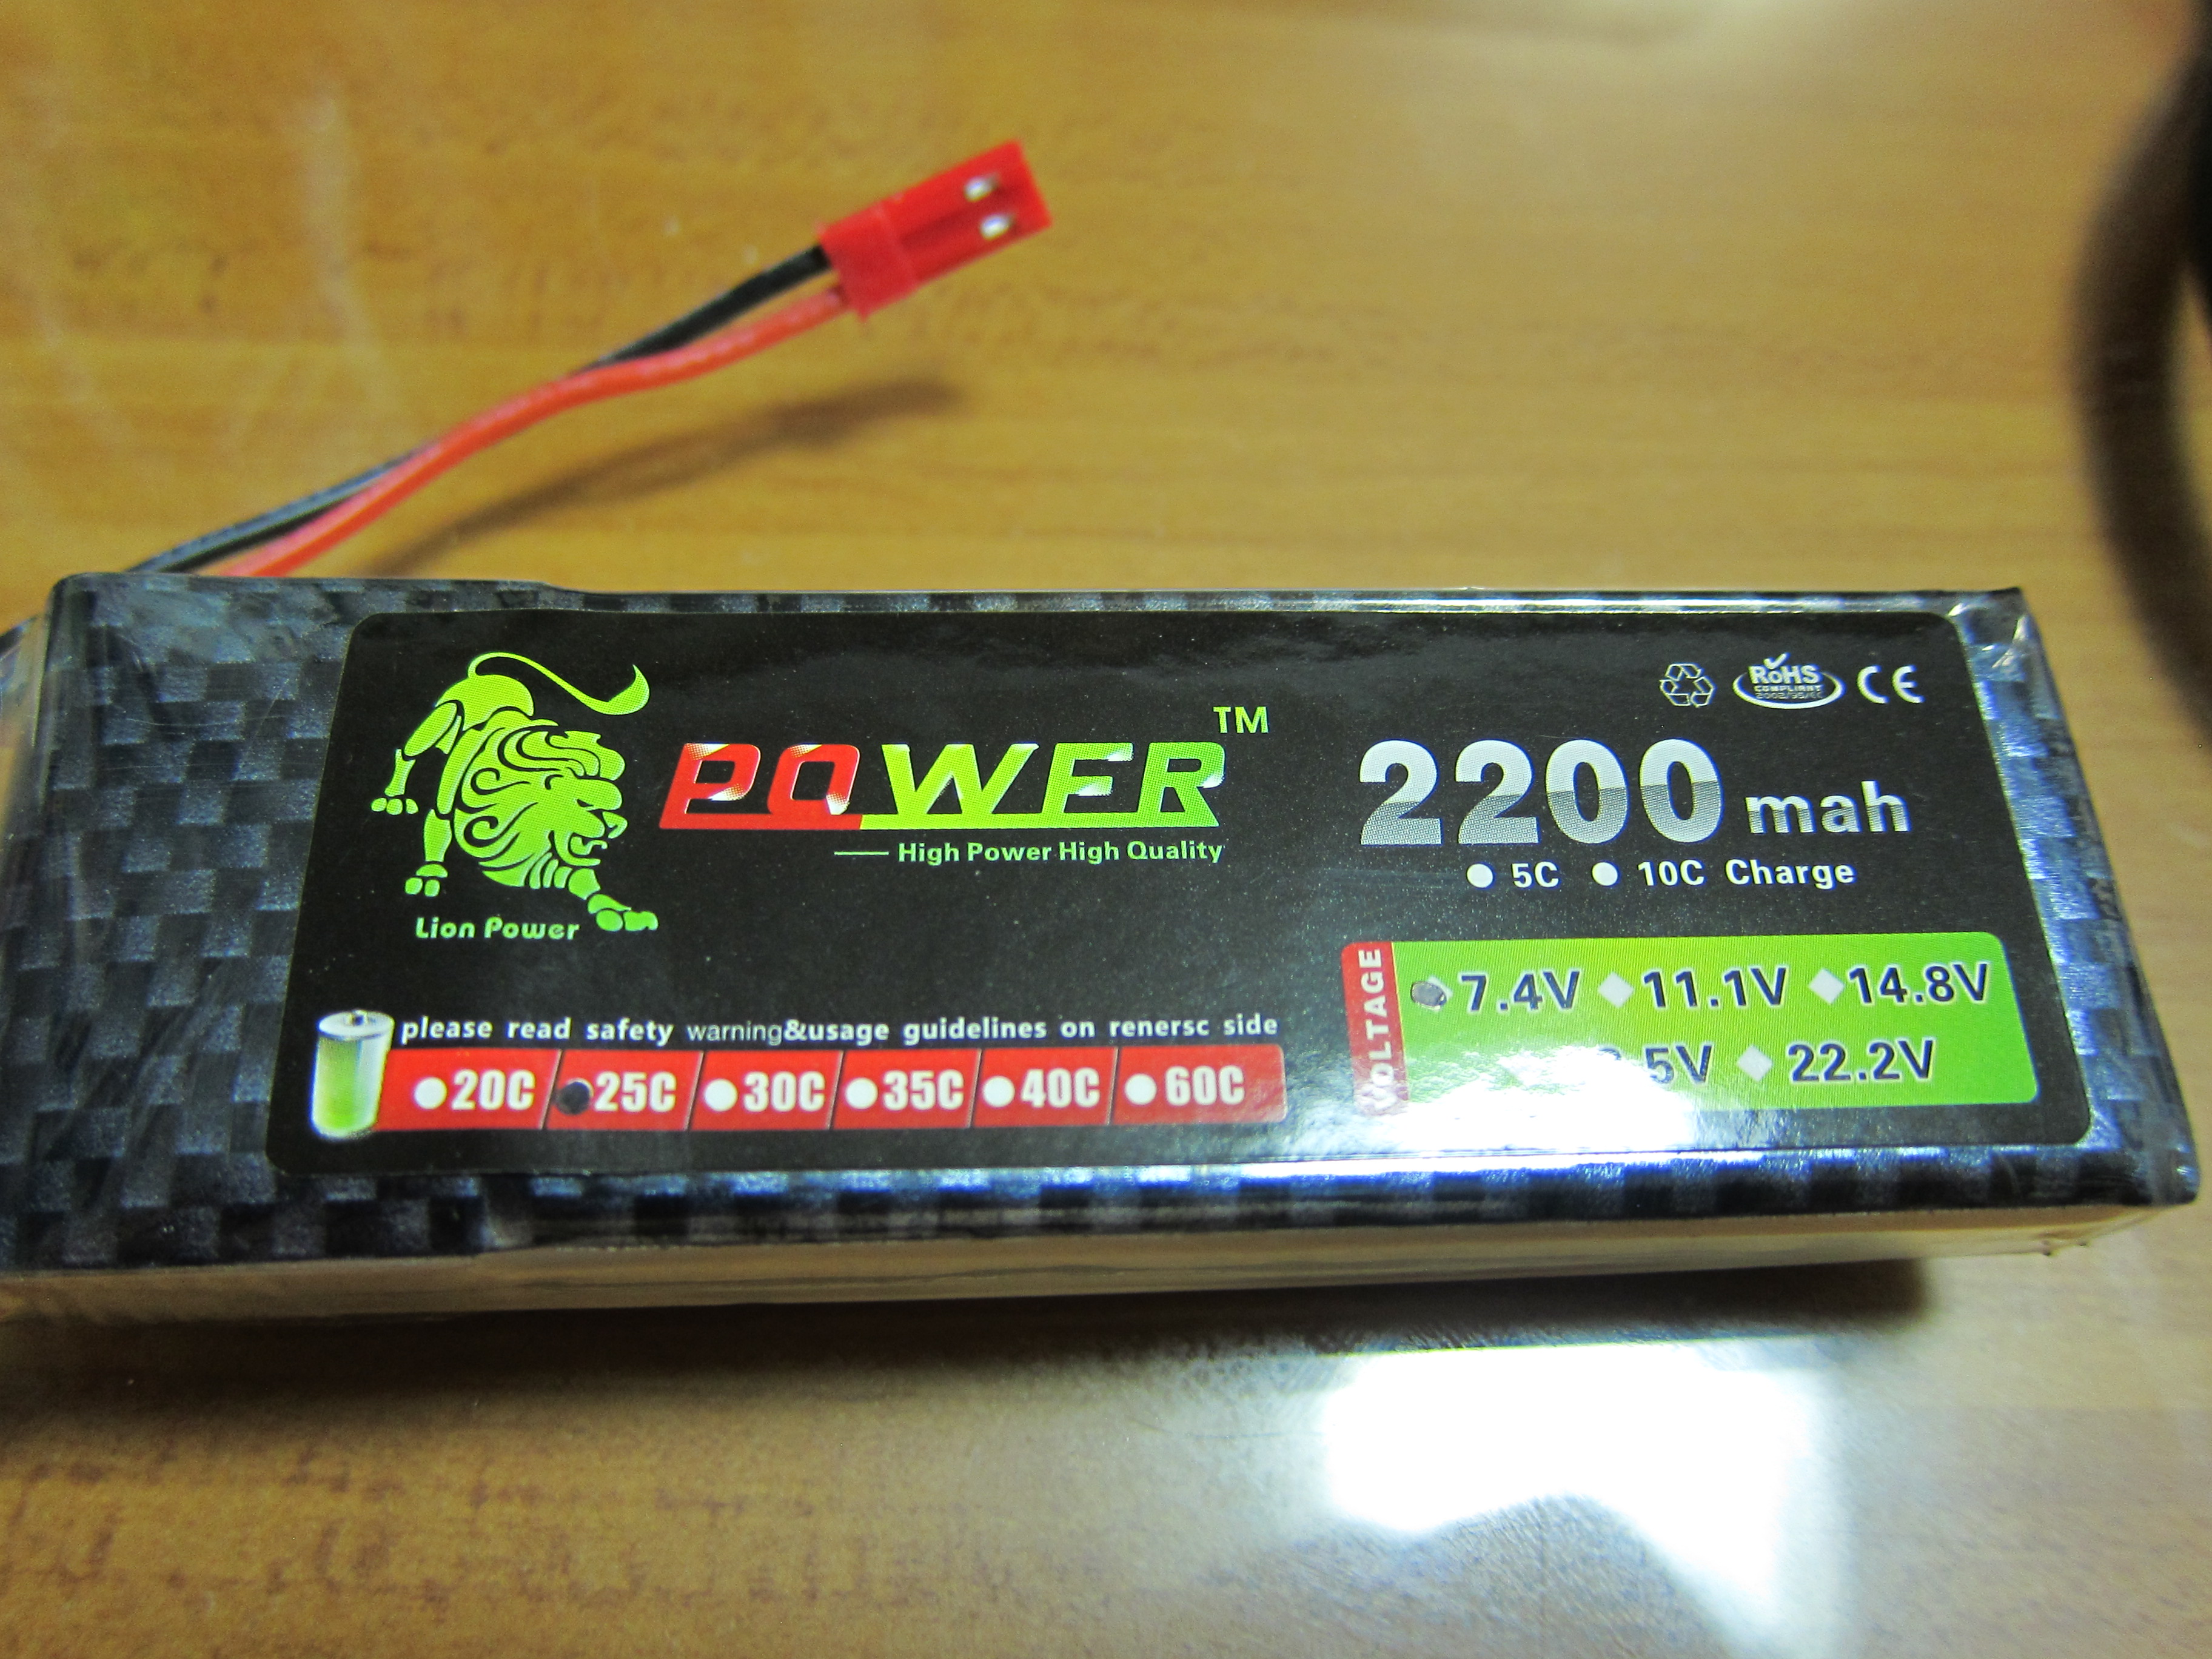 POWER TM
High Power High Quality
Lion Power
RoHS
COMPLIANT
CE
2200 mah
5C 10C Charge
please read safety warning&usage guidelines on renersc side
20C 25C 30C 35C 40C 60C
VOLTAGE
7.4V 11.1V 14.8V
22.2V